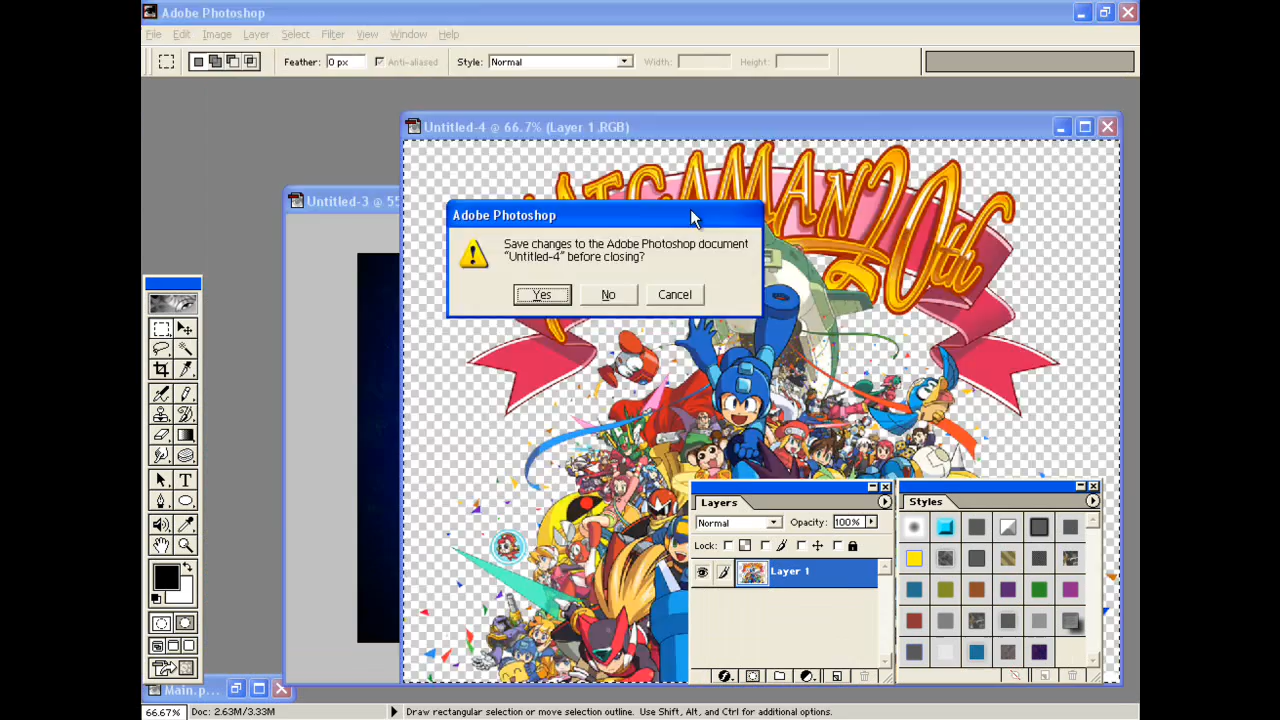 Adobe Photoshop
File Edit Image Layer Select Filter View Window Help
Feather: 0 px Anti-aliased Style: Normal Width: Height:
Untitled-4 @ 66.7% (Layer 1,RGB)
MEGAMAN 20th
Untitled-3 @ 55
Adobe Photoshop
Save changes to the Adobe Photoshop document
"Untitled-4" before closing?
Yes No Cancel
Layers
Normal Opacity: 100%
Lock:
Layer 1
Styles
Main.p...
66.67% Doc: 2.63M/3.33M Draw rectangular selection or move selection outline. Use Shift, Alt, and Ctrl for additional options.